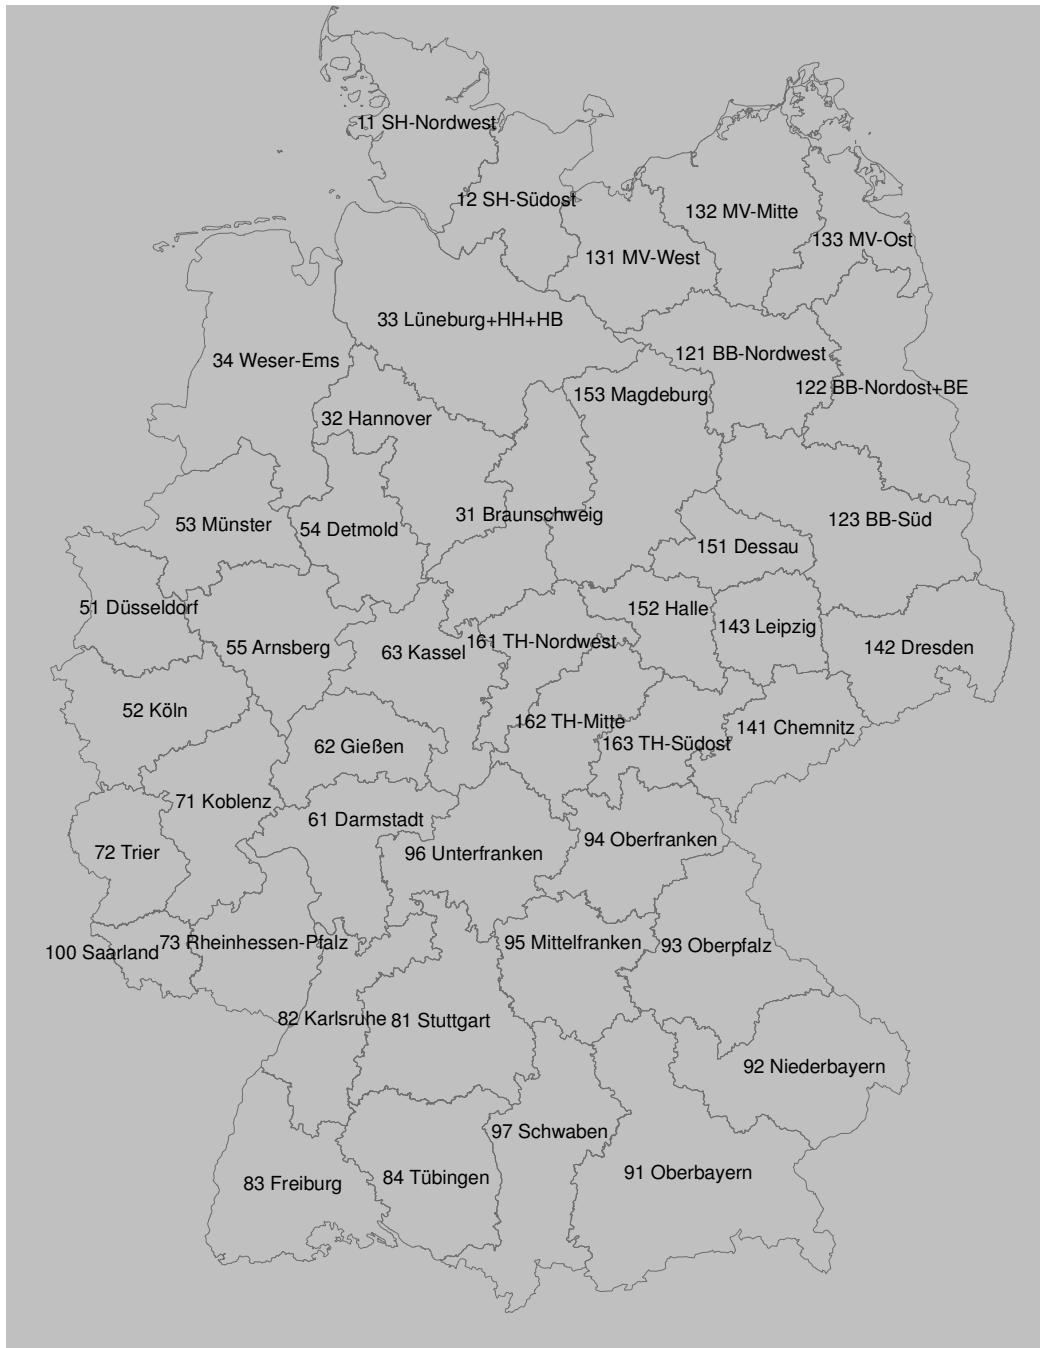 11 SH-Nordwest
12 SH-Südost
132 MV-Mitte
133 MV-Ost
131 MV-West
33 Lüneburg+HH+HB
34 Weser-Ems
121 BB-Nordwest
122 BB-Nordost+BE
153 Magdeburg
32 Hannover
31 Braunschweig
53 Münster
54 Detmold
123 BB-Süd
151 Dessau
51 Düsseldorf
152 Halle
143 Leipzig
55 Arnsberg
63 Kassel
161 TH-Nordwest
142 Dresden
52 Köln
162 TH-Mitte
141 Chemnitz
62 Gießen
163 TH-Südost
71 Koblenz
61 Darmstadt
94 Oberfranken
72 Trier
96 Unterfranken
100 Saarland
73 Rheinhessen-Pfalz
95 Mittelfranken
93 Oberpfalz
82 Karlsruhe
81 Stuttgart
92 Niederbayern
97 Schwaben
91 Oberbayern
83 Freiburg
84 Tübingen